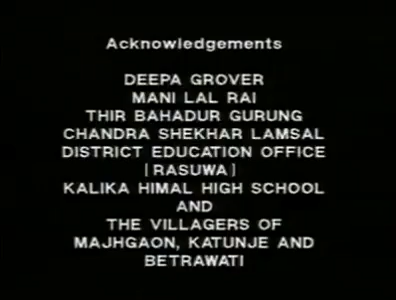 Acknowledgements
DEEPA GROVER
MANI LAL RAI
THIR BAHADUR GURUNG
CHANDRA SHEKHAR LAMSAL
DISTRICT EDUCATION OFFICE
[RASUWA]
KALIKA HIMAL HIGH SCHOOL
AND
THE VILLAGERS OF
MAJHGAON, KATUNJE AND
BETRAWATI